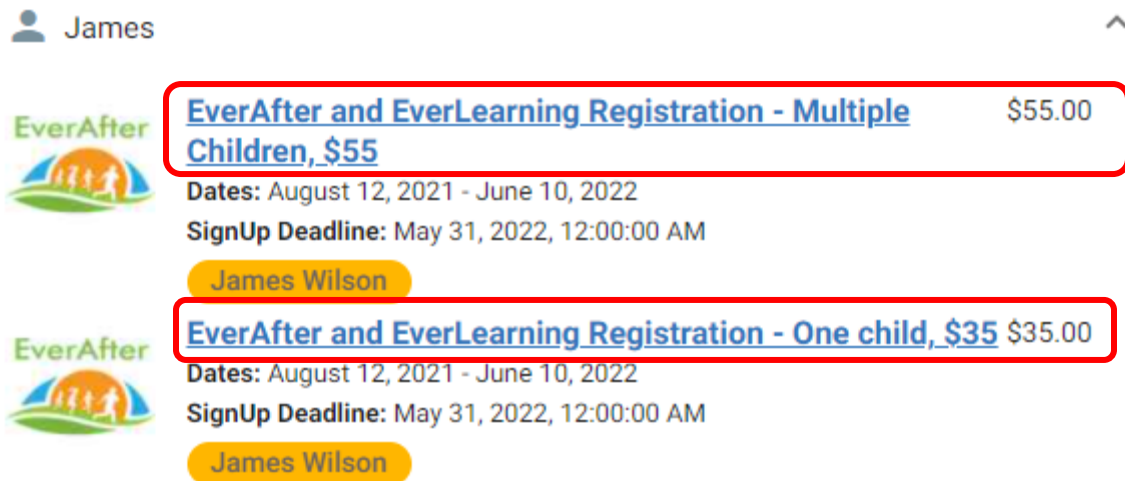 James
EverAfter
EverAfter and EverLearning Registration - Multiple $55.00
Children, $55
Dates: August 12, 2021 - June 10, 2022
SignUp Deadline: May 31, 2022, 12:00:00 AM
James Wilson
EverAfter
EverAfter and EverLearning Registration - One child, $35 $35.00
Dates: August 12, 2021 - June 10, 2022
SignUp Deadline: May 31, 2022, 12:00:00 AM
James Wilson